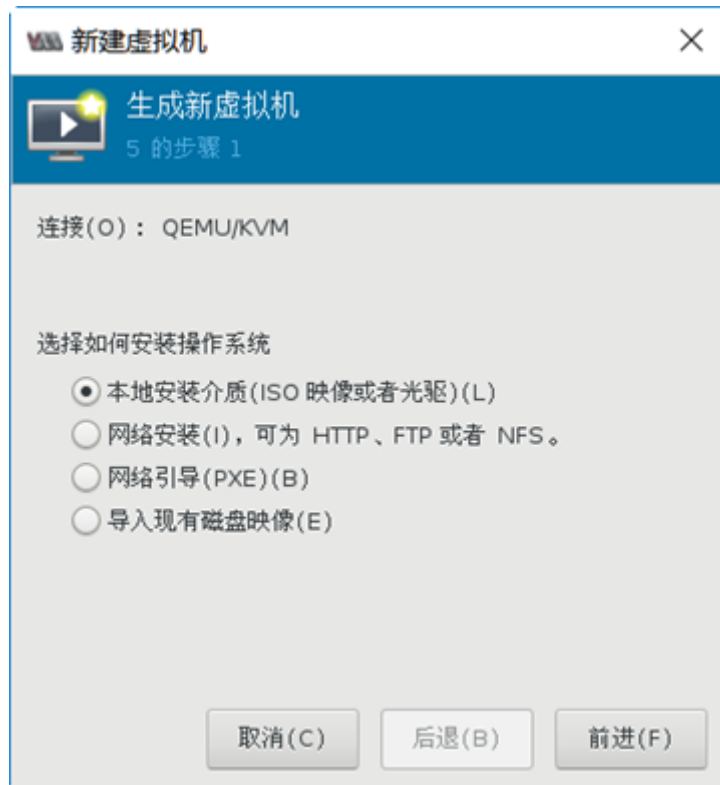 新建虚拟机
生成新虚拟机
5 的步骤 1
连接(O)： QEMU/KVM
选择如何安装操作系统
本地安装介质(ISO 映像或者光驱)(L)
网络安装(I)，可为 HTTP、FTP 或者 NFS。
网络引导(PXE)(B)
导入现有磁盘映像(E)
取消(C) 后退(B) 前进(F)